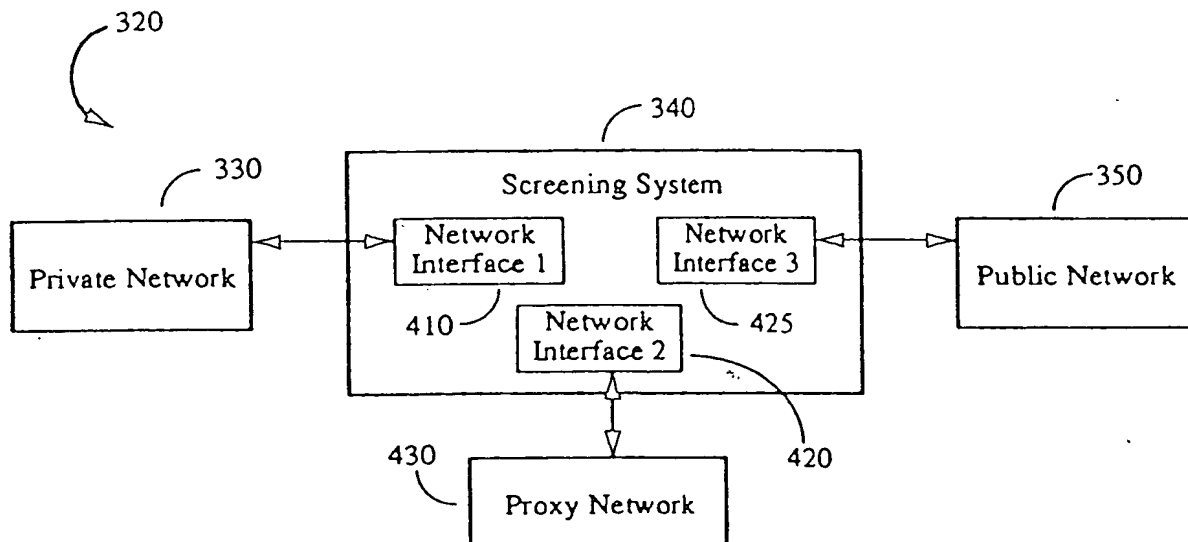 320
340
330
350
Screening System
Private Network
Network
Interface 1
Network
Interface 3
Public Network
410
425
Network
Interface 2
430
420
Proxy Network